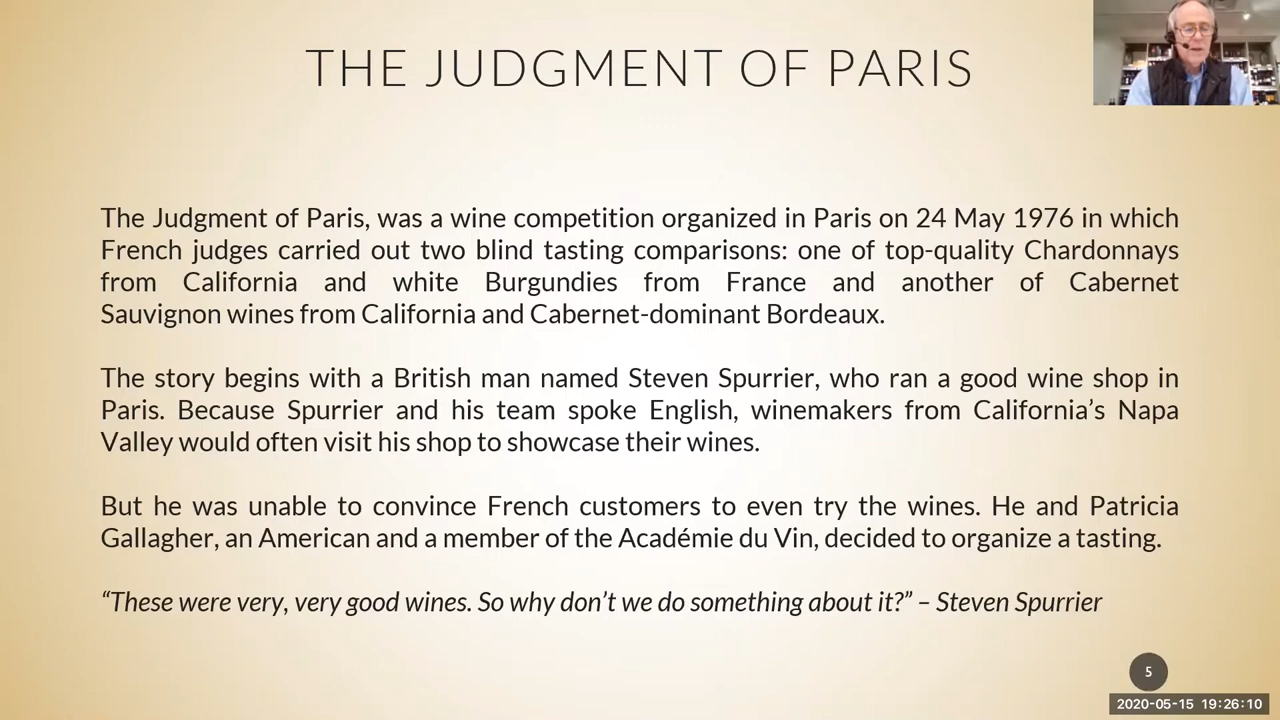 THE JUDGMENT OF PARIS
The Judgment of Paris, was a wine competition organized in Paris on 24 May 1976 in which
French judges carried out two blind tasting comparisons: one of top-quality Chardonnays
from California and white Burgundies from France and another of Cabernet
Sauvignon wines from California and Cabernet-dominant Bordeaux.
The story begins with a British man named Steven Spurrier, who ran a good wine shop in
Paris. Because Spurrier and his team spoke English, winemakers from California’s Napa
Valley would often visit his shop to showcase their wines.
But he was unable to convince French customers to even try the wines. He and Patricia
Gallagher, an American and a member of the Académie du Vin, decided to organize a tasting.
“These were very, very good wines. So why don’t we do something about it?” – Steven Spurrier
5
2020-05-15 19:26:10